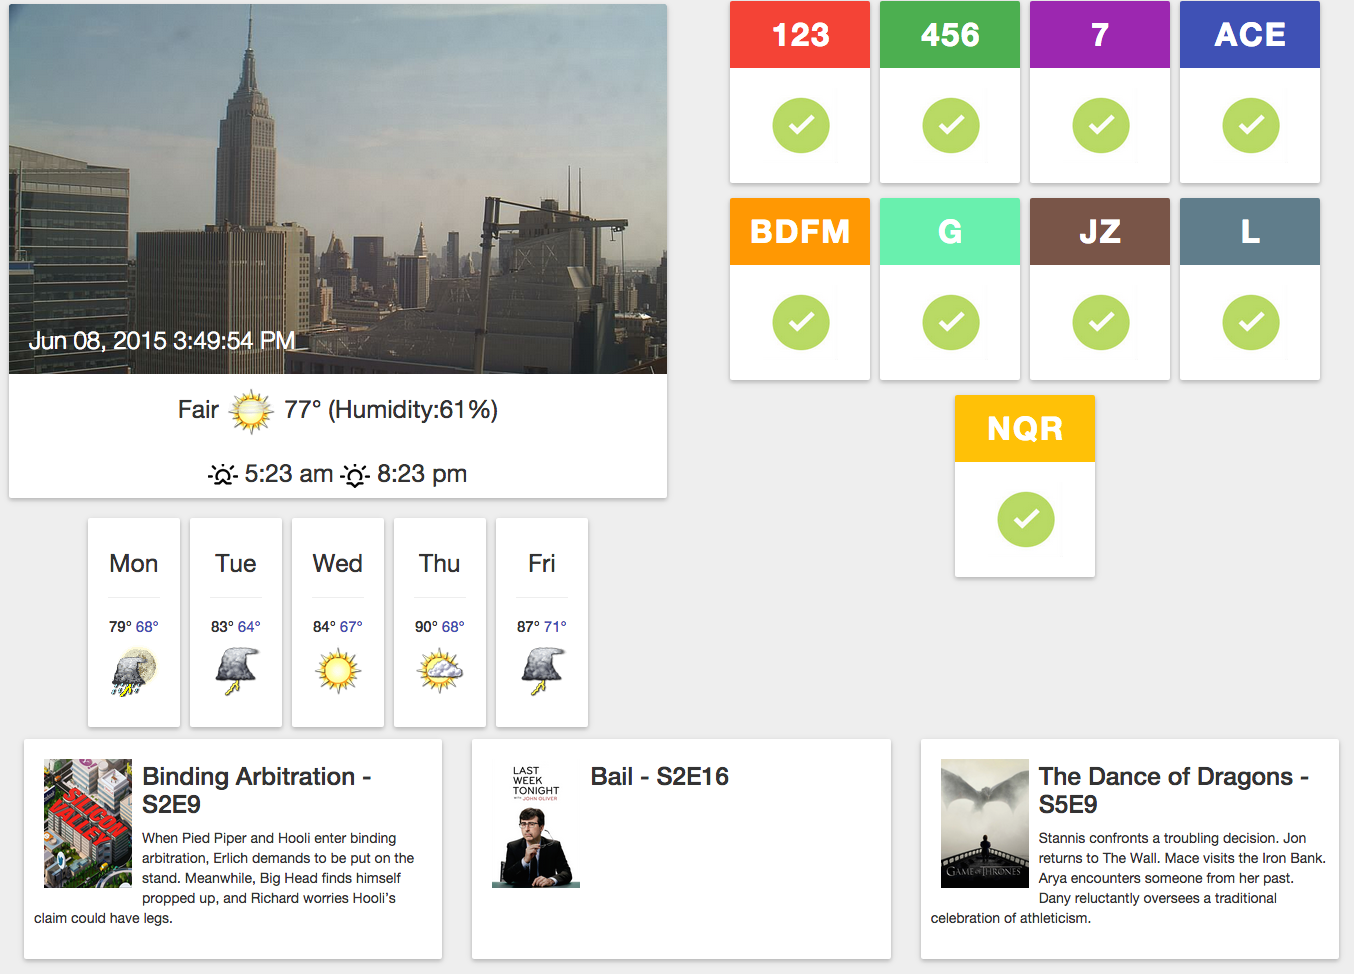 Jun 08, 2015 3:49:54 PM
Fair 77° (Humidity:61%)
5:23 am 8:23 pm
123
456
7
ACE
BDFM
G
JZ
L
NQR
Mon
79° 68°
Tue
83° 64°
Wed
84° 67°
Thu
90° 68°
Fri
87° 71°
SILICON
VALLEY
Binding Arbitration -
S2E9
When Pied Piper and Hooli enter binding
arbitration, Erlich demands to be put on the
stand. Meanwhile, Big Head finds himself
propped up, and Richard worries Hooli's
claim could have legs.
LAST
WEEK
TONIGHT
WITH JOHN OLIVER
Bail - S2E16
GAME OF THRONES
The Dance of Dragons -
S5E9
Stannis confronts a troubling decision. Jon
returns to The Wall. Mace visits the Iron Bank.
Arya encounters someone from her past.
Dany reluctantly oversees a traditional
celebration of athleticism.